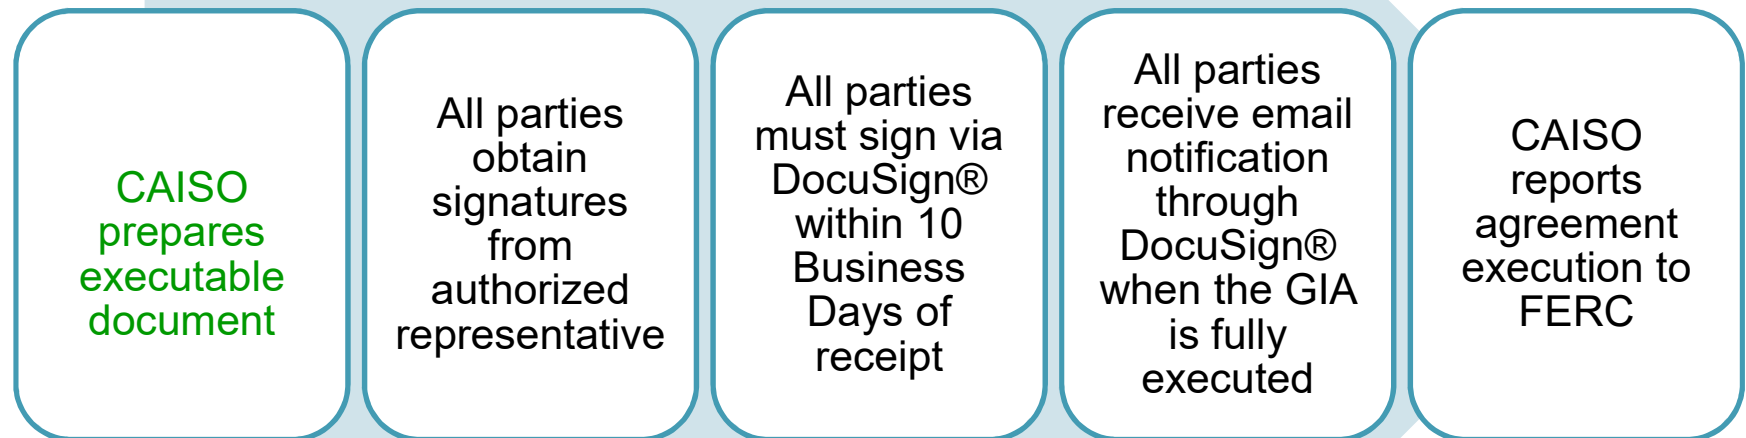 CAISO
prepares
executable
document
All parties
obtain
signatures
from
authorized
representative
All parties
must sign via
DocuSign®
within 10
Business
Days of
receipt
All parties
receive email
notification
through
DocuSign®
when the GIA
is fully
executed
CAISO
reports
agreement
execution to
FERC